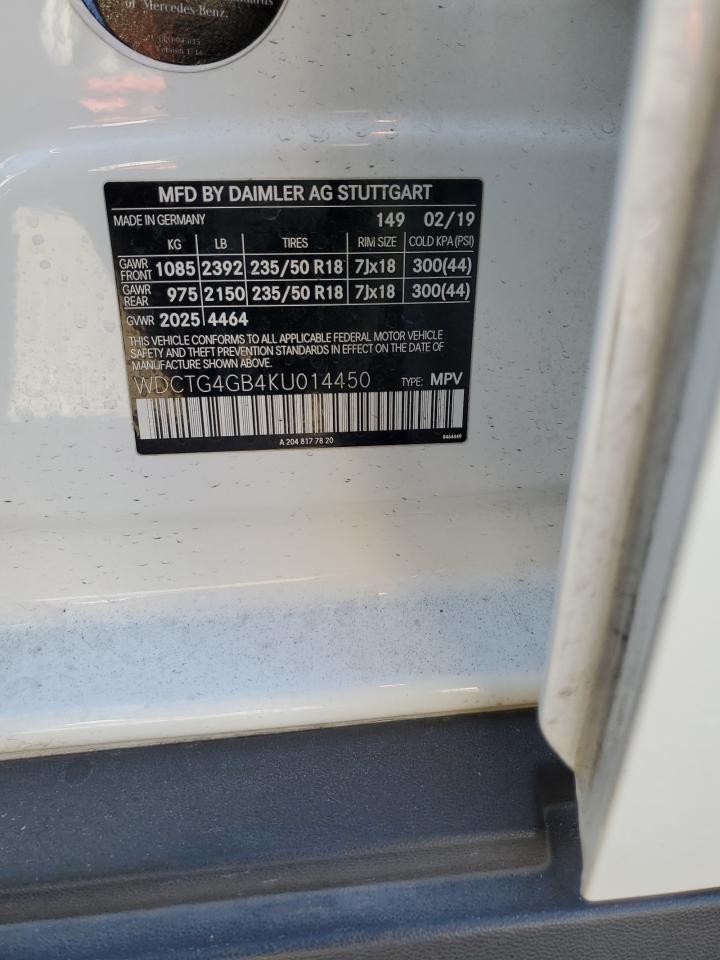 of Mercedes-Benz.
MFD BY DAIMLER AG STUTTGART
MADE IN GERMANY 149 02/19
KG LB TIRES RIM SIZE COLD KPA (PSI)
GAWR FRONT 1085 2392 235/50 R18 7Jx18 300(44)
GAWR REAR 975 2150 235/50 R18 7Jx18 300(44)
GVWR 2025 4464
THIS VEHICLE CONFORMS TO ALL APPLICABLE FEDERAL MOTOR VEHICLE
SAFETY AND THEFT PREVENTION STANDARDS IN EFFECT ON THE DATE OF
MANUFACTURE SHOWN ABOVE.
WDCTG4GB4KU014450 TYPE: MPV
A 204 817 78 20 8464469